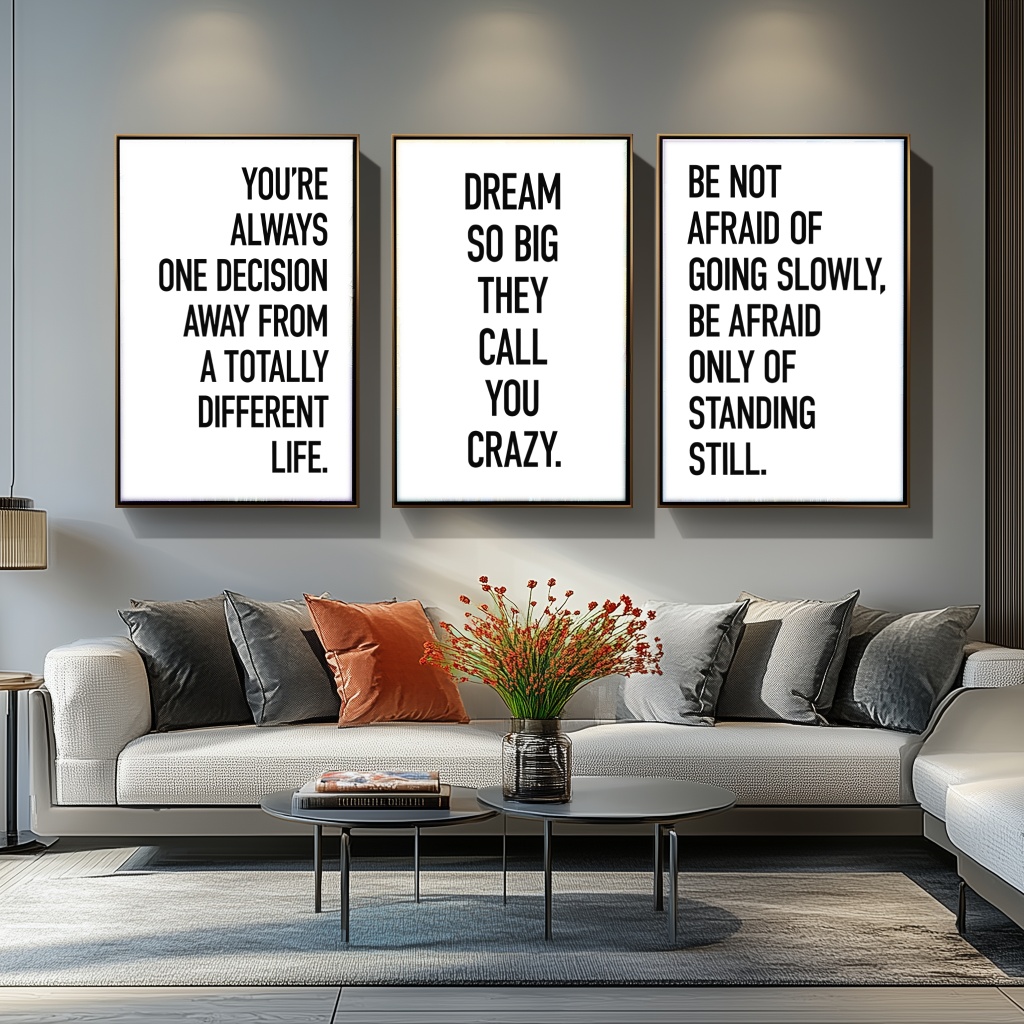 YOU'RE
ALWAYS
ONE DECISION
AWAY FROM
A TOTALLY
DIFFERENT
LIFE.
DREAM
SO BIG
THEY
CALL
YOU
CRAZY.
BE NOT
AFRAID OF
GOING SLOWLY,
BE AFRAID
ONLY OF
STANDING
STILL.